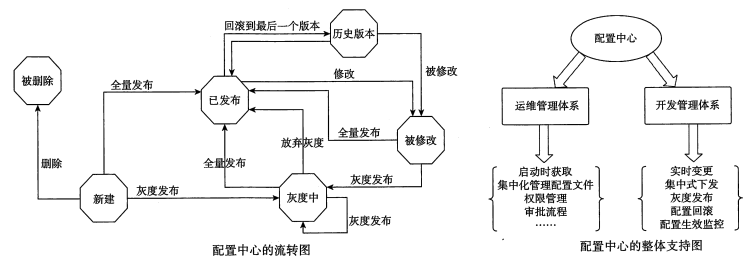 回滚到最后一个版本
历史版本
被删除
全量发布
已发布
修改
被修改
全量发布
放弃灰度
被修改
删除
全量发布
灰度发布
新建
灰度发布
灰度中
灰度发布
配置中心的流转图
配置中心
运维管理体系
开发管理体系
启动时获取
集中化管理配置文件
权限管理
审批流程
……
实时变更
集中式下发
灰度发布
配置回滚
配置生效监控
配置中心的整体支持图